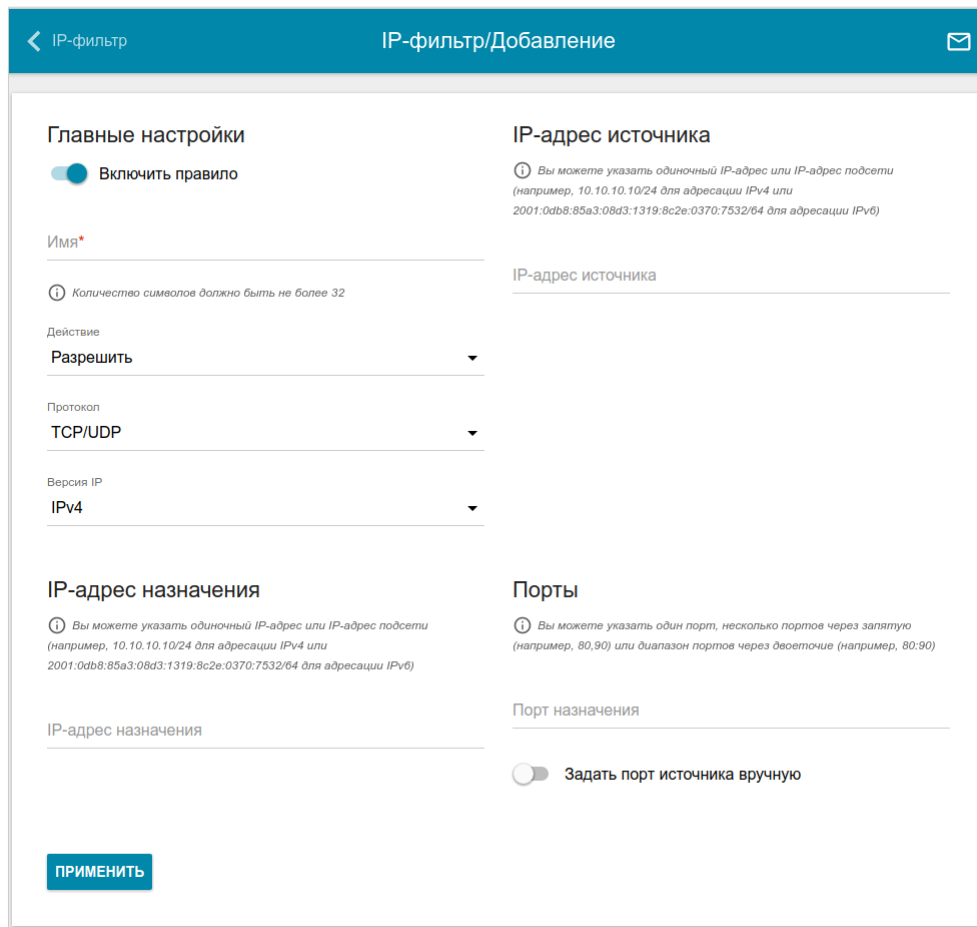 IP-фильтр
IP-фильтр/Добавление
Главные настройки
Включить правило
Имя*
Количество символов должно быть не более 32
Действие
Разрешить
Протокол
TCP/UDP
Версия IP
IPv4
IP-адрес источника
Вы можете указать одиночный IP-адрес или IP-адрес подсети
(например, 10.10.10.10/24 для адресации IPv4 или
2001:0db8:85a3:08d3:1319:8c2e:0370:7532/64 для адресации IPv6)
IP-адрес источника
IP-адрес назначения
Вы можете указать одиночный IP-адрес или IP-адрес подсети
(например, 10.10.10.10/24 для адресации IPv4 или
2001:0db8:85a3:08d3:1319:8c2e:0370:7532/64 для адресации IPv6)
IP-адрес назначения
Порты
Вы можете указать один порт, несколько портов через запятую
(например, 80,90) или диапазон портов через двоеточие (например, 80:90)
Порт назначения
Задать порт источника вручную
ПРИМЕНИТЬ